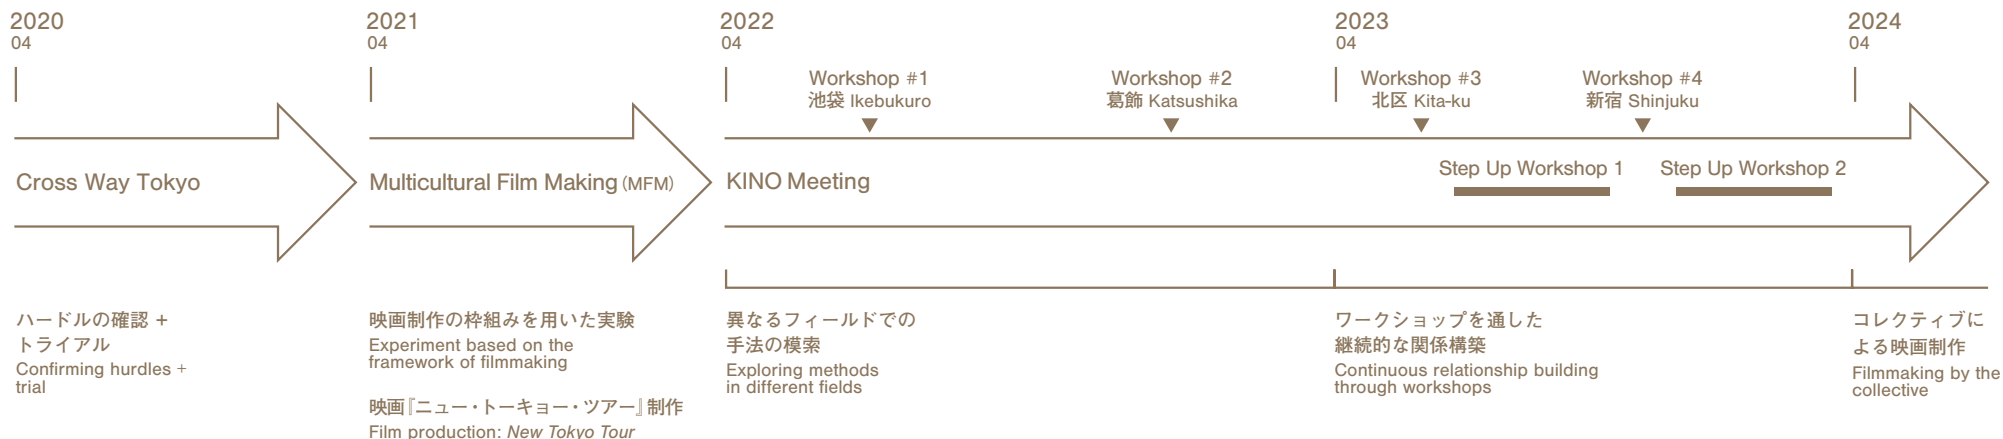 2020
04
2021
04
2022
04
2023
04
2024
04
Workshop #1
池袋 Ikebukuro
Workshop #2
葛飾 Katsushika
Workshop #3
北区 Kita-ku
Workshop #4
新宿 Shinjuku
Cross Way Tokyo
Multicultural Film Making (MFM)
KINO Meeting
Step Up Workshop 1
Step Up Workshop 2
ハードルの確認 +
トライアル
Confirming hurdles +
trial
映画制作の枠組みを用いた実験
Experiment based on the
framework of filmmaking
映画『ニュー・トーキョー・ツアー』制作
Film production: New Tokyo Tour
異なるフィールドでの
手法の模索
Exploring methods
in different fields
ワークショップを通した
継続的な関係構築
Continuous relationship building
through workshops
コレクティブに
よる映画制作
Filmmaking by the
collective